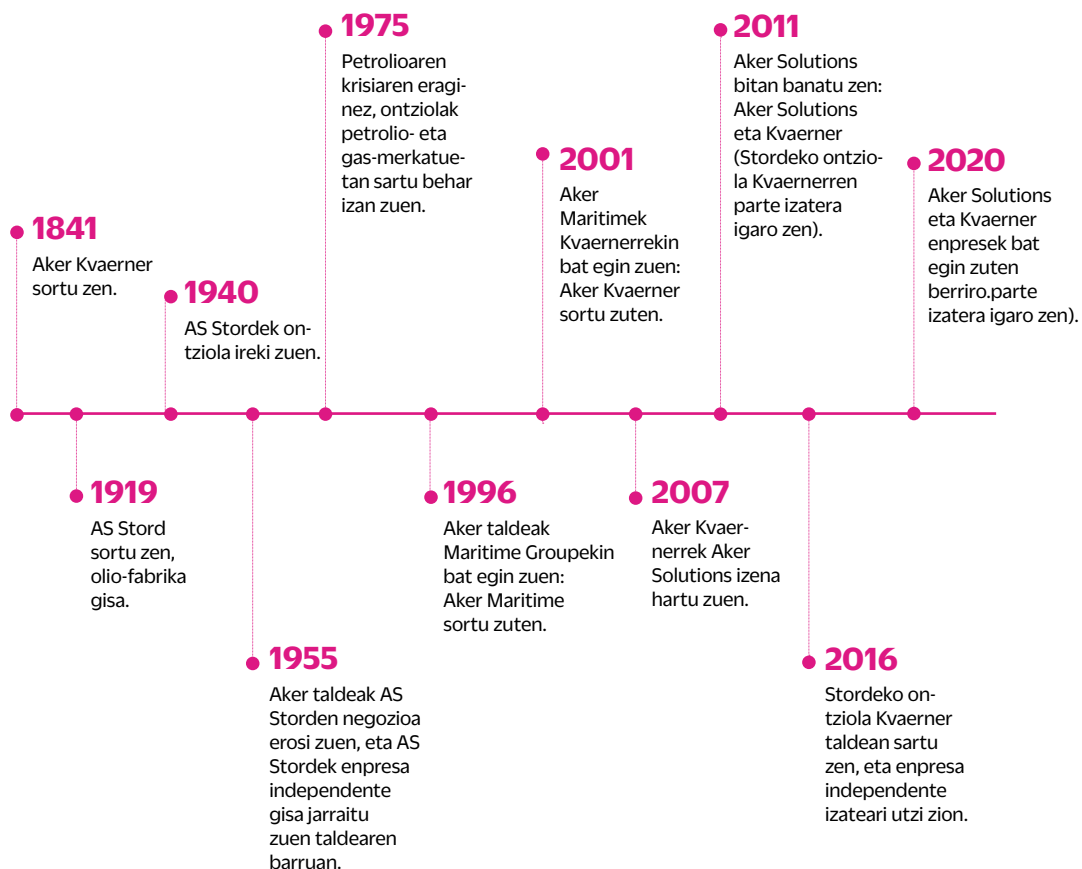 1841
Aker Kvaerner
sortu zen.
1919
AS Stord
sortu zen,
olio-fabrika
gisa.
1940
AS Stordek on-
tziola ireki zuen.
1955
Aker taldeak AS
Storden negozioa
erosi zuen, eta AS
Stordek enpresa
independente
gisa jarraitu
zuen taldearen
barruan.
1975
Petrolioaren
krisiaren eragi-
nez, ontziolak
petrolio- eta
gas-merkatue-
tan sartu behar
izan zuen.
1996
Aker taldeak
Maritime Groupekin
bat egin zuen:
Aker Maritime
sortu zuten.
2001
Aker
Maritimek
Kvaernerrekin
bat egin zuen:
Aker Kvaerner
sortu zuten.
2007
Aker Kvaer-
nerrek Aker
Solutions izena
hartu zuen.
2011
Aker Solutions
bitan banatu zen:
Aker Solutions
eta Kvaerner
(Stordeko ontzio-
la Kvaernerren
parte izatera
igaro zen).
2016
Stordeko on-
tziola Kvaerner
taldean sartu
zen, eta enpresa
independente
izateari utzi zion.
2020
Aker Solutions
eta Kvaerner
enpresek bat
egin zuten
berriro.parte
izatera igaro zen).